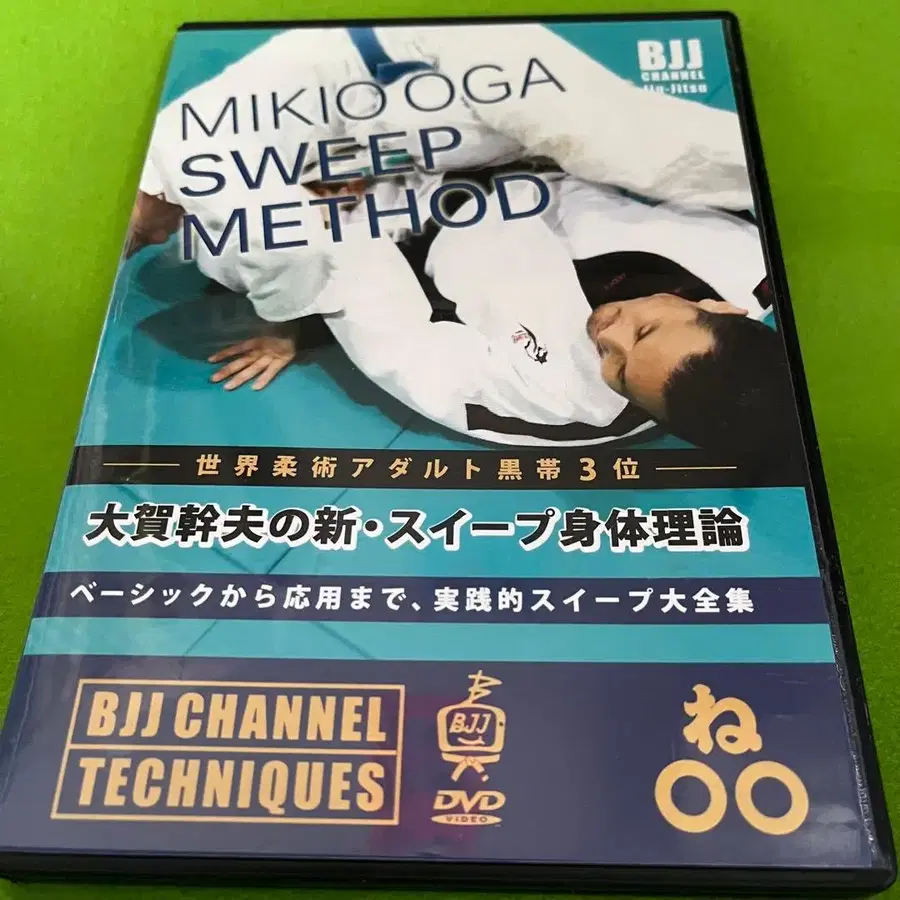 BJJ
CHANNEL
Jiu-Jitsu
MIKIO OGA
SWEEP
METHOD
世界柔術アダルト黒帯3位
大賀幹夫の新・スイープ身体理論
ベーシックから応用まで、実践的スイープ大全集
BJJ CHANNEL
TECHNIQUES
BJJ
DVD
VIDEO
ね